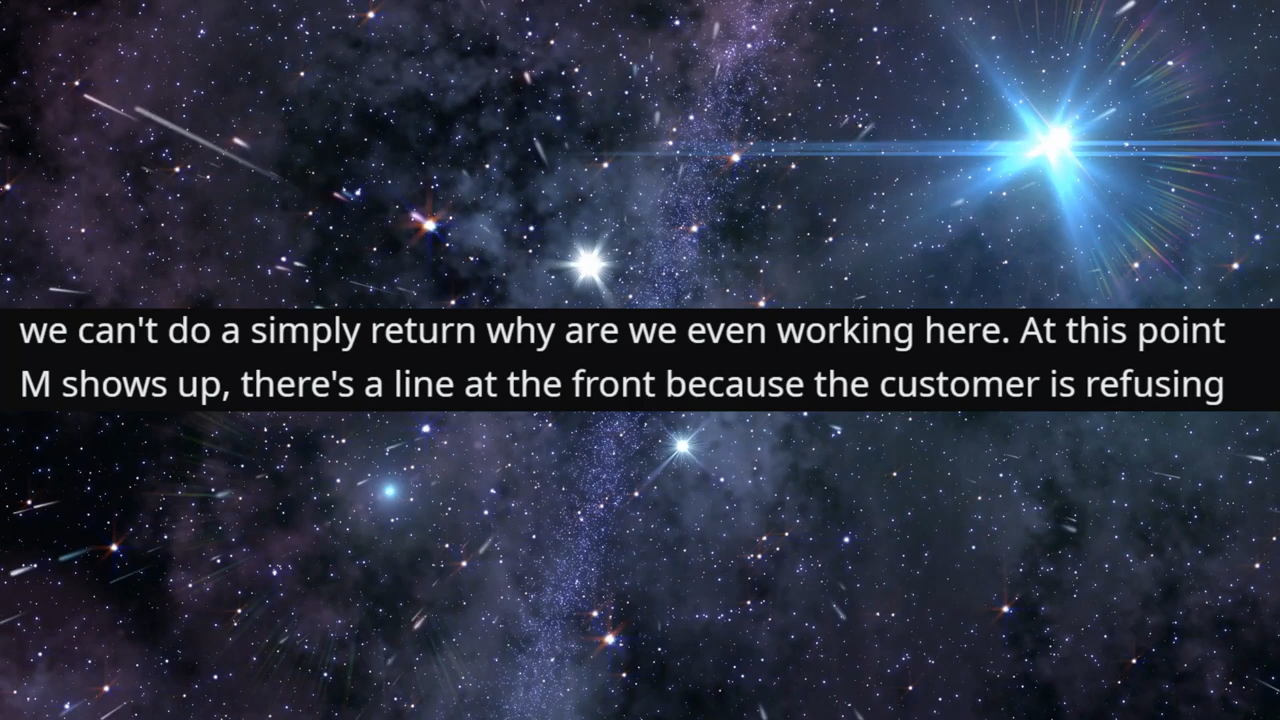 we can't do a simply return why are we even working here. At this point
M shows up, there's a line at the front because the customer is refusing